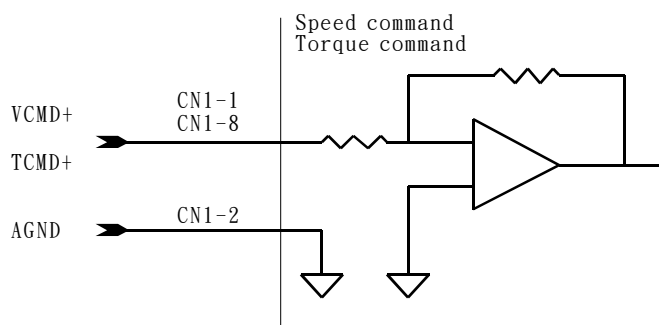 Speed command
Torque command
VCMD+
CN1-1
CN1-8
TCMD+
AGND
CN1-2